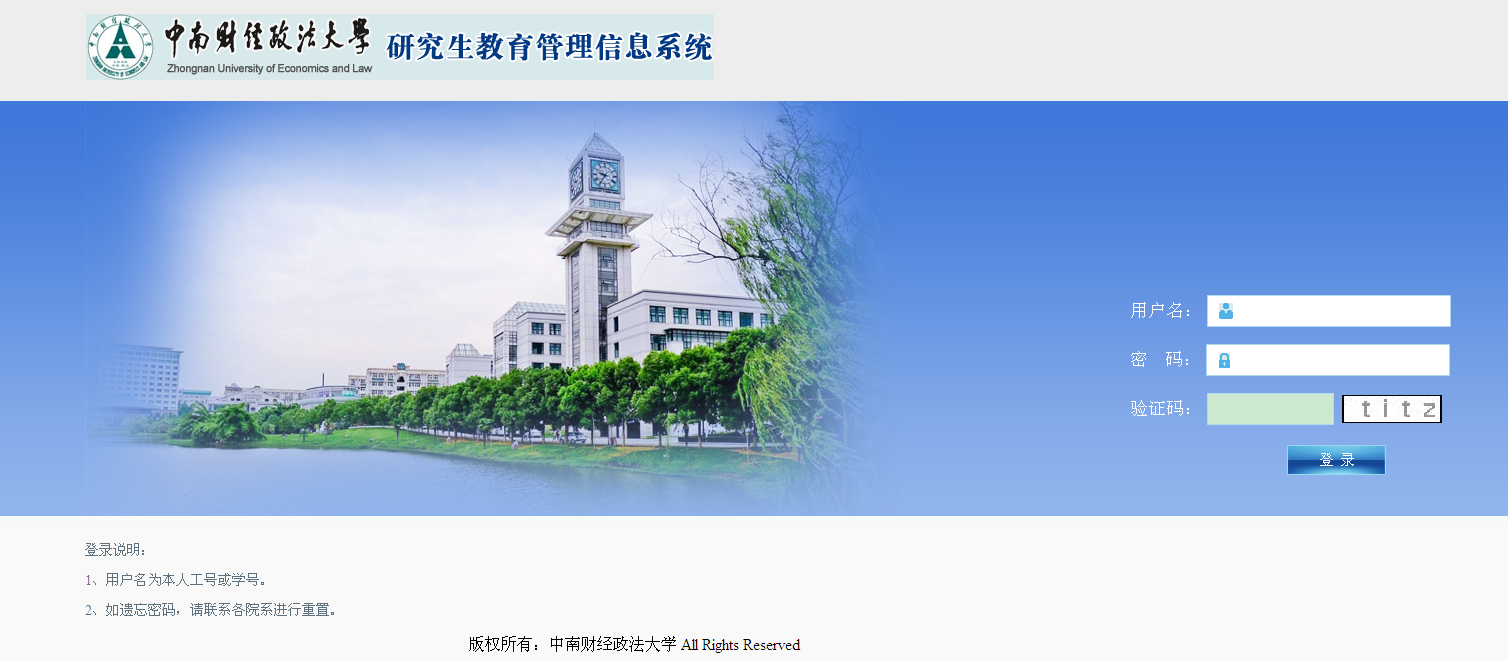 中南财经政法大学 研究生教育管理信息系统
Zhongnan University of Economics and Law
用户名：
密 码：
验证码： titz
登 录
登录说明：
1、用户名为本人工号或学号。
2、如遗忘密码，请联系各院系进行重置。
版权所有：中南财经政法大学 All Rights Reserved